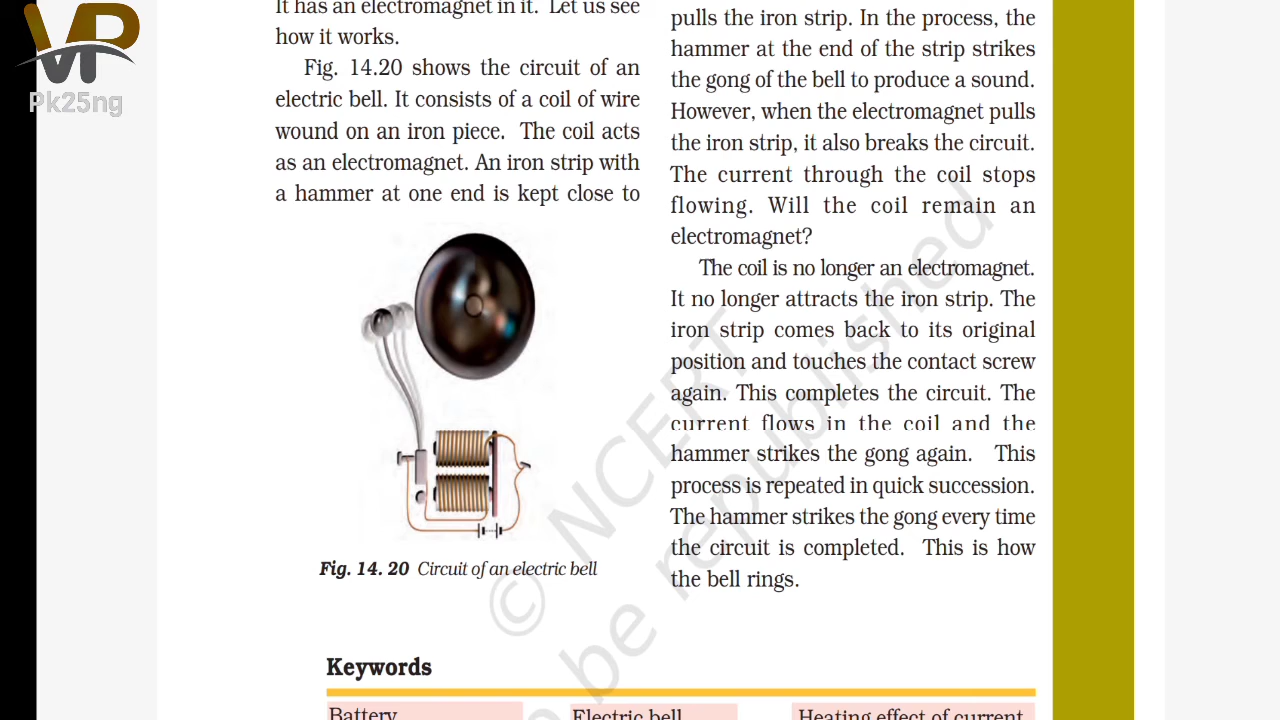 VP
Pk25ng
It has an electromagnet in it. Let us see
how it works.
Fig. 14.20 shows the circuit of an
electric bell. It consists of a coil of wire
wound on an iron piece. The coil acts
as an electromagnet. An iron strip with
a hammer at one end is kept close to
Fig. 14. 20 Circuit of an electric bell
pulls the iron strip. In the process, the
hammer at the end of the strip strikes
the gong of the bell to produce a sound.
However, when the electromagnet pulls
the iron strip, it also breaks the circuit.
The current through the coil stops
flowing. Will the coil remain an
electromagnet?
The coil is no longer an electromagnet.
It no longer attracts the iron strip. The
iron strip comes back to its original
position and touches the contact screw
again. This completes the circuit. The
current flows in the coil and the
hammer strikes the gong again. This
process is repeated in quick succession.
The hammer strikes the gong every time
the circuit is completed. This is how
the bell rings.
© NCERT
be republished
Keywords
Battery
Electric bell
Heating effect of current